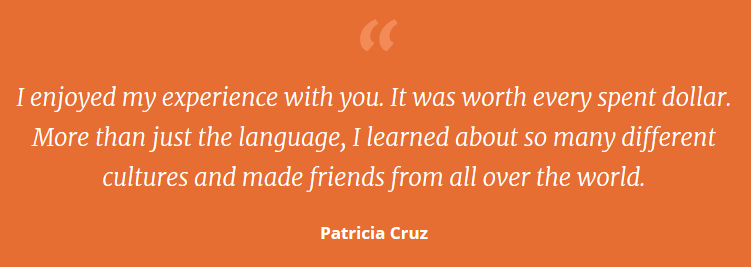 “
I enjoyed my experience with you. It was worth every spent dollar.
More than just the language, I learned about so many different
cultures and made friends from all over the world.
Patricia Cruz